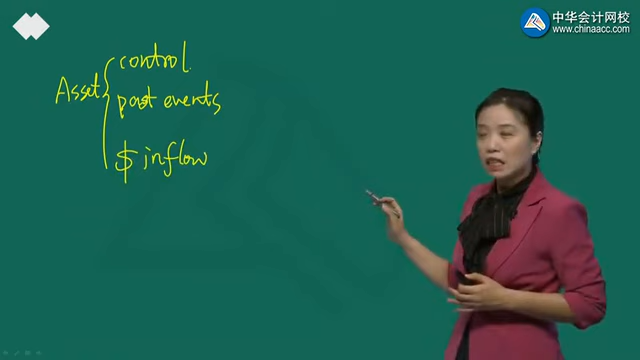 中华会计网校
www.chinaacc.com
control
Asset
past events
$ inflow